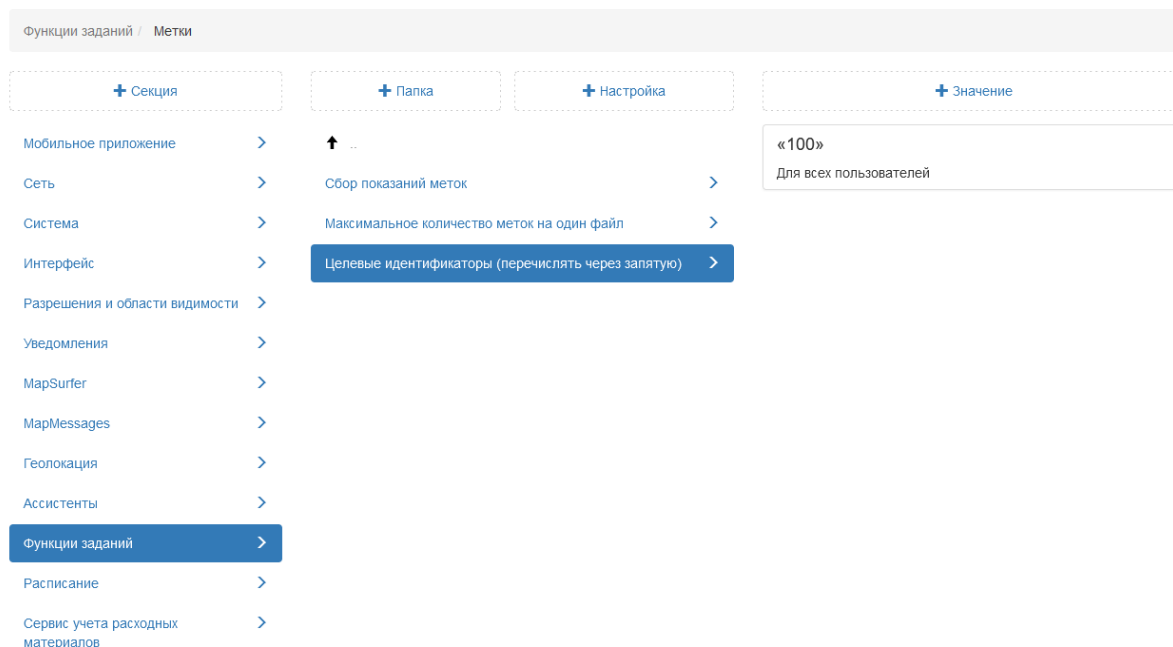 Функции заданий / Метки
+ Секция
+ Папка
+ Настройка
+ Значение
Мобильное приложение
Сеть
Система
Интерфейс
Разрешения и области видимости
Уведомления
MapSurfer
MapMessages
Геолокация
Ассистенты
Функции заданий
Расписание
Сервис учета расходных
материалов
..
Сбор показаний меток
Максимальное количество меток на один файл
Целевые идентификаторы (перечислять через запятую)
«100»
Для всех пользователей